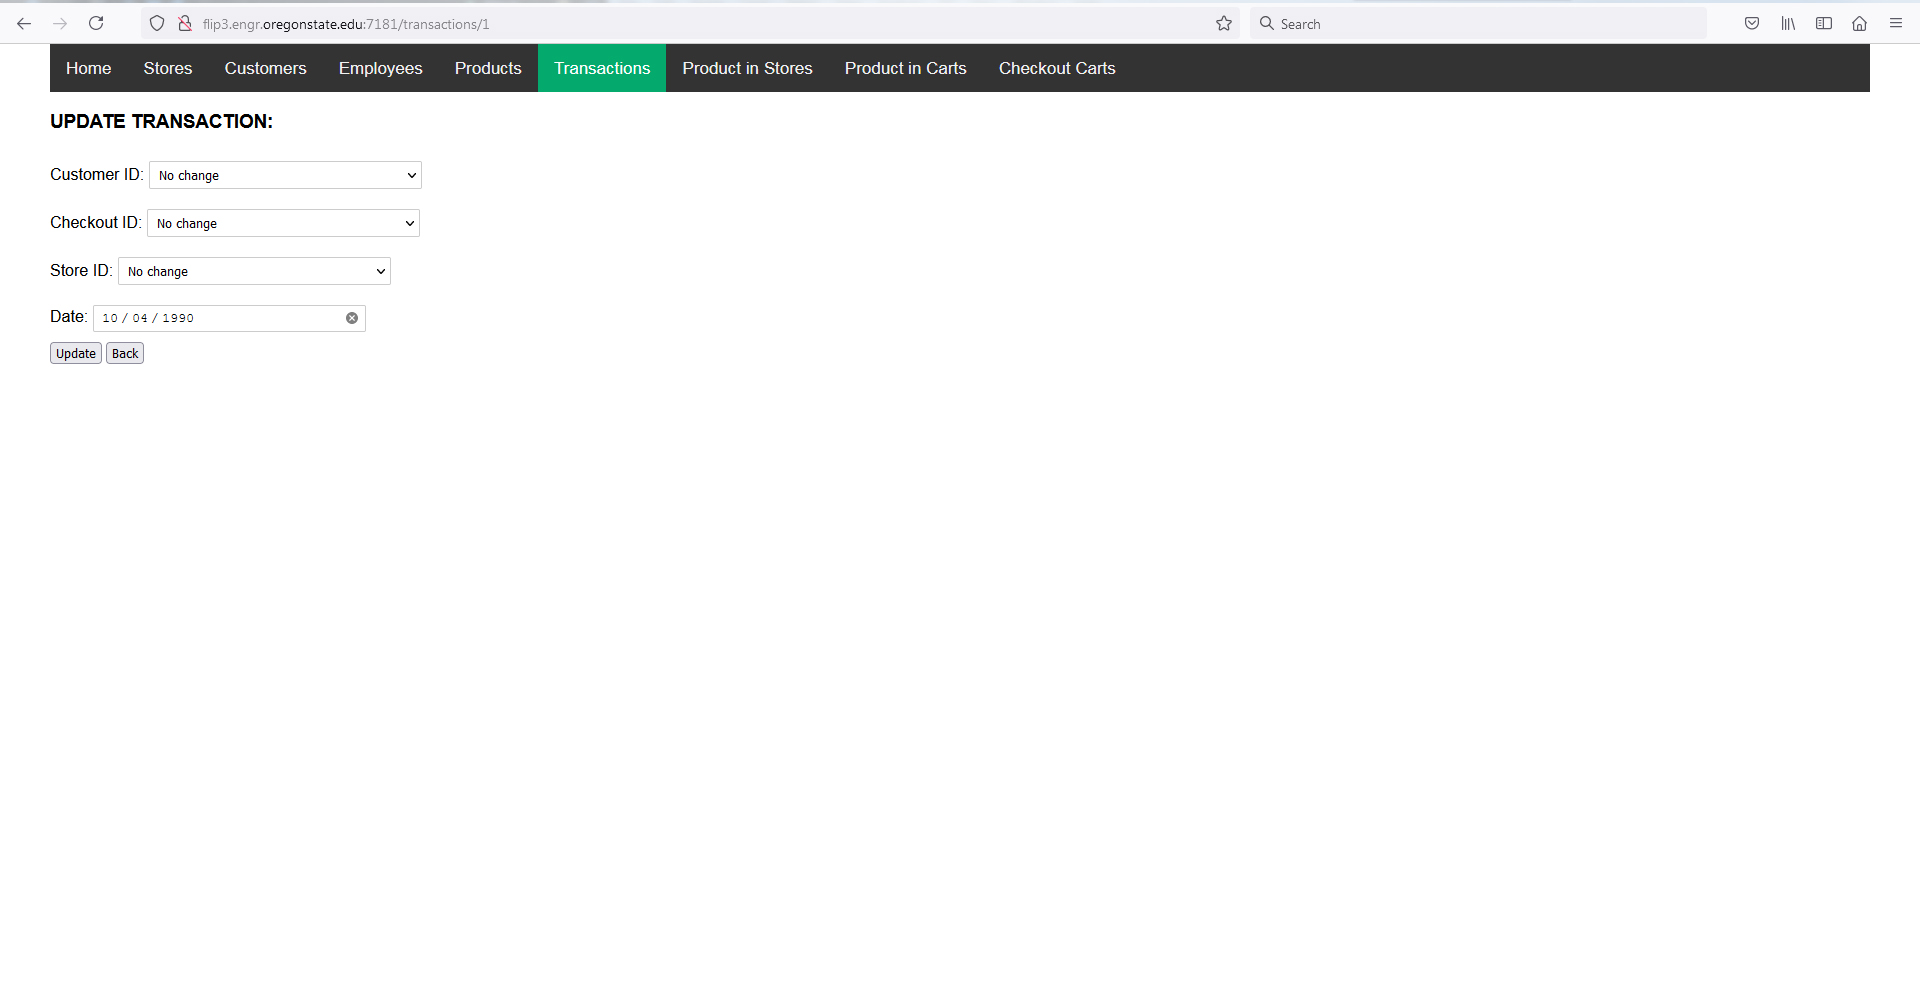 flip3.engr.oregonstate.edu:7181/transactions/1 Search
Home Stores Customers Employees Products Transactions Product in Stores Product in Carts Checkout Carts
UPDATE TRANSACTION:
Customer ID: No change
Checkout ID: No change
Store ID: No change
Date: 10 / 04 / 1990
Update Back